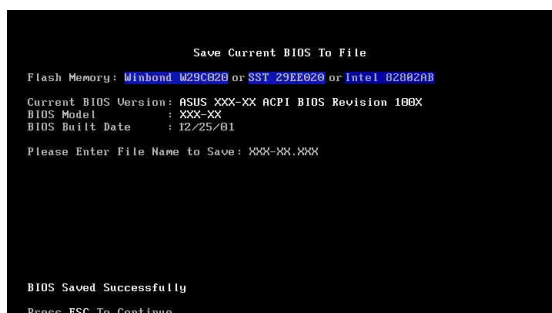 Save Current BIOS To File
Flash Memory: Winbond W29C020 or SST 29EE020 or Intel 82802AB
Current BIOS Version: ASUS XXX-XX ACPI BIOS Revision 100X
BIOS Model : XXX-XX
BIOS Built Date : 12/25/01
Please Enter File Name to Save: XXX-XX.XXX
BIOS Saved Successfully
Press ESC To Continue